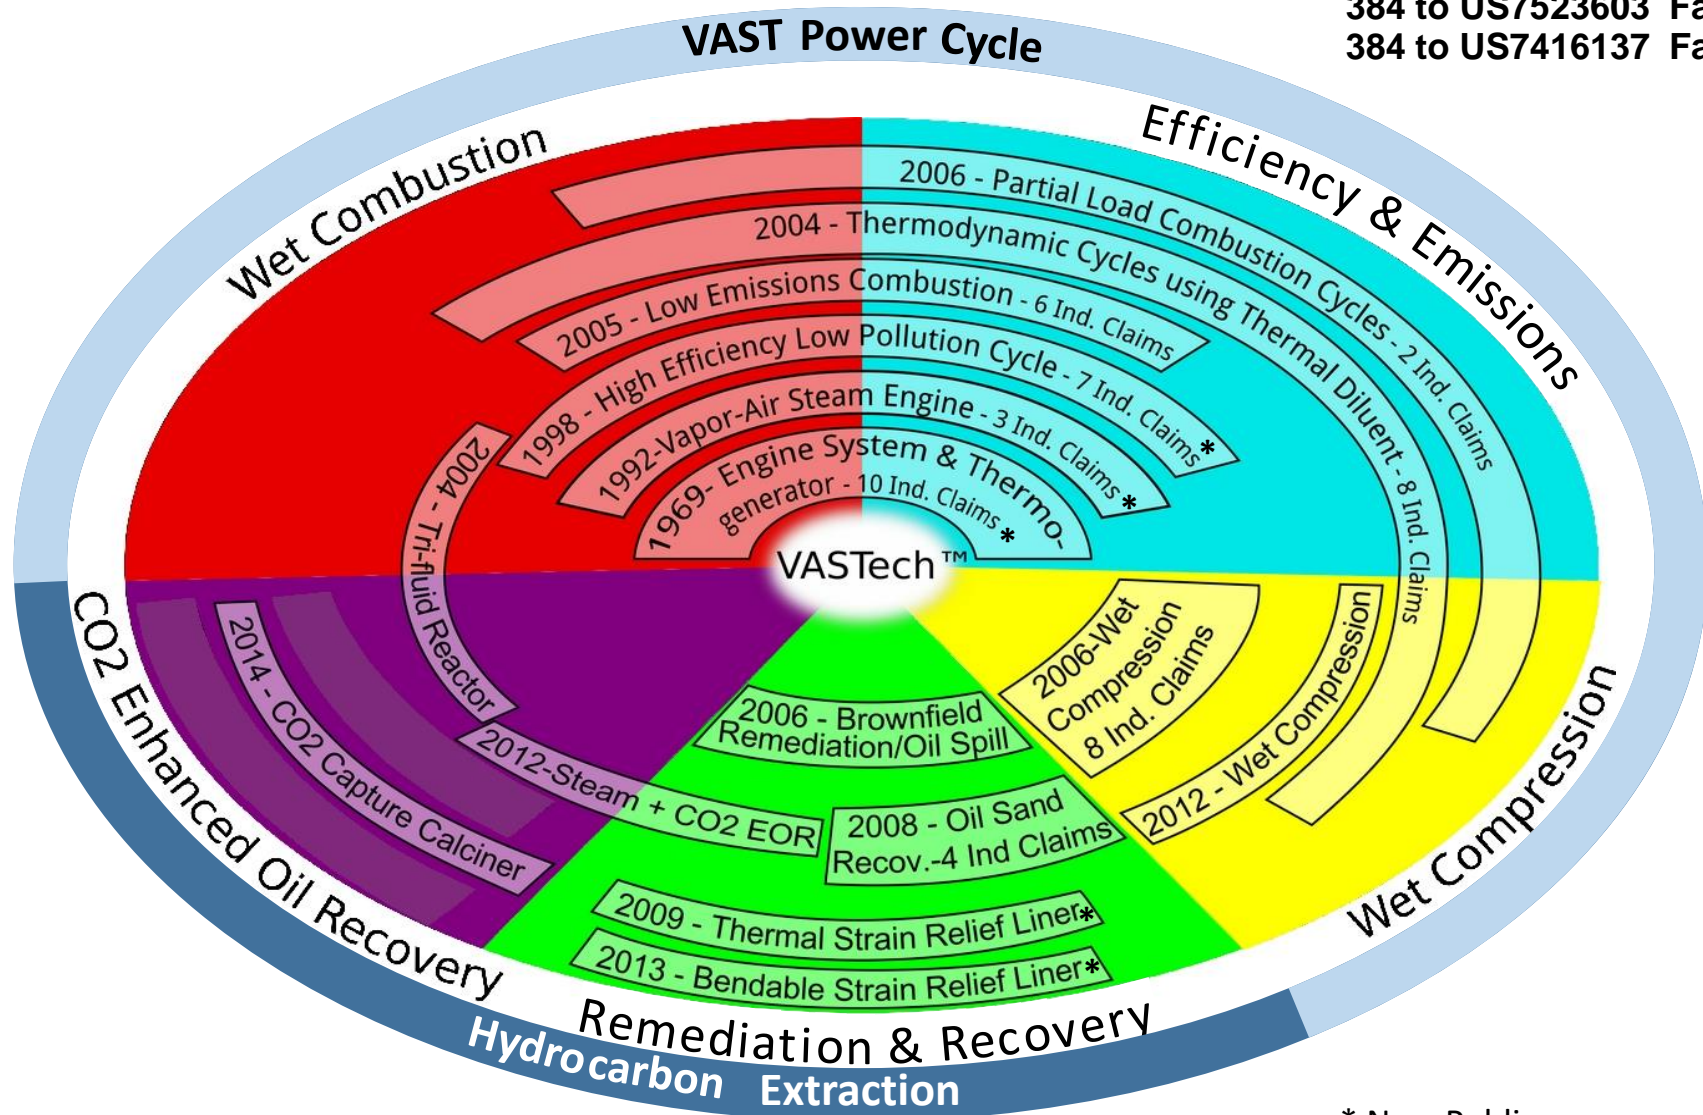 384 to US7523603 Fa
384 to US7416137 Fa
VAST Power Cycle
Wet Combustion
Efficiency & Emissions
2006 - Partial Load Combustion Cycles - 2 Ind. Claims
2004 - Thermodynamic Cycles using Thermal Diluent - 8 Ind. Claims
2005 - Low Emissions Combustion - 6 Ind. Claims
1998 - High Efficiency Low Pollution Cycle - 7 Ind. Claims *
1992-Vapor-Air Steam Engine - 3 Ind. Claims *
1969- Engine System & Thermo-
generator - 10 Ind. Claims *
VASTech™
2004 - Tri-fluid Reactor
2014 - CO2 Capture Calciner
2012-Steam + CO2 EOR
2006 - Brownfield
Remediation/Oil Spill
2008 - Oil Sand
Recov.-4 Ind Claims
2009 - Thermal Strain Relief Liner*
2013 - Bendable Strain Relief Liner*
2006-Wet
Compression
8 Ind. Claims
2012 - Wet Compression
Wet Compression
CO2 Enhanced Oil Recovery
Remediation & Recovery
Hydrocarbon Extraction